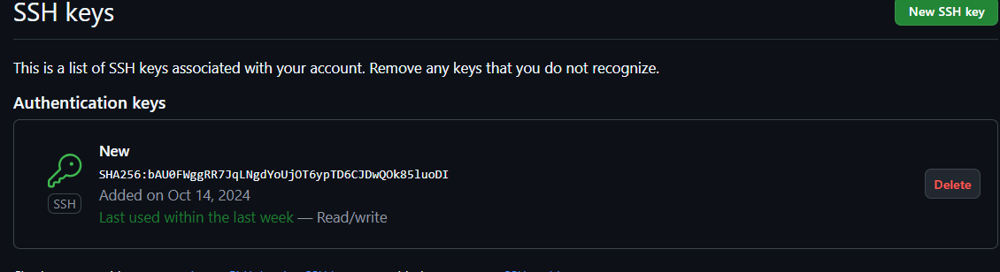 SSH keys
New SSH key
This is a list of SSH keys associated with your account. Remove any keys that you do not recognize.
Authentication keys
New
SHA256:bAU0FWggRR7JqLNgdYoUjOT6ypTD6CJDwQOk85luoDI
SSH
Added on Oct 14, 2024
Last used within the last week — Read/write
Delete